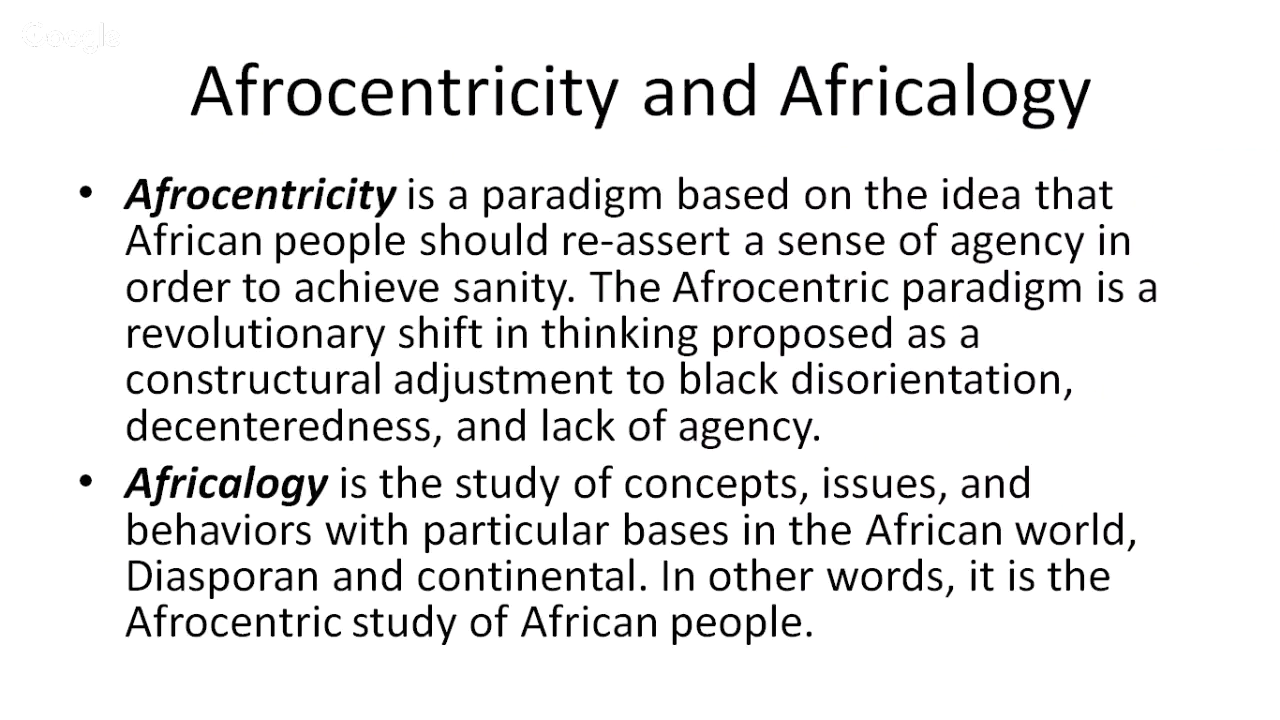 Google
Afrocentricity and Africalogy
• Afrocentricity is a paradigm based on the idea that
African people should re-assert a sense of agency in
order to achieve sanity. The Afrocentric paradigm is a
revolutionary shift in thinking proposed as a
constructural adjustment to black disorientation,
decenteredness, and lack of agency.
• Africalogy is the study of concepts, issues, and
behaviors with particular bases in the African world,
Diasporan and continental. In other words, it is the
Afrocentric study of African people.